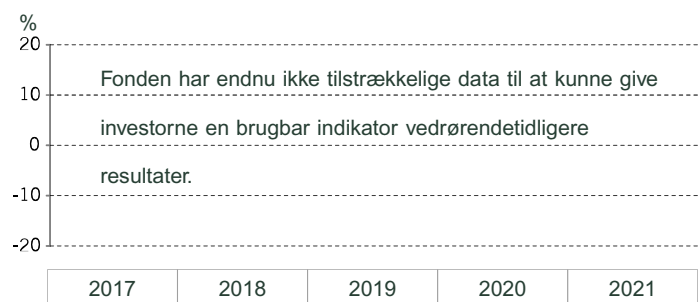 %
20
Fonden har endnu ikke tilstrækkelige data til at kunne give
10
investorne en brugbar indikator vedrørendetidligere
0
resultater.
-10
-20
2017 2018 2019 2020 2021